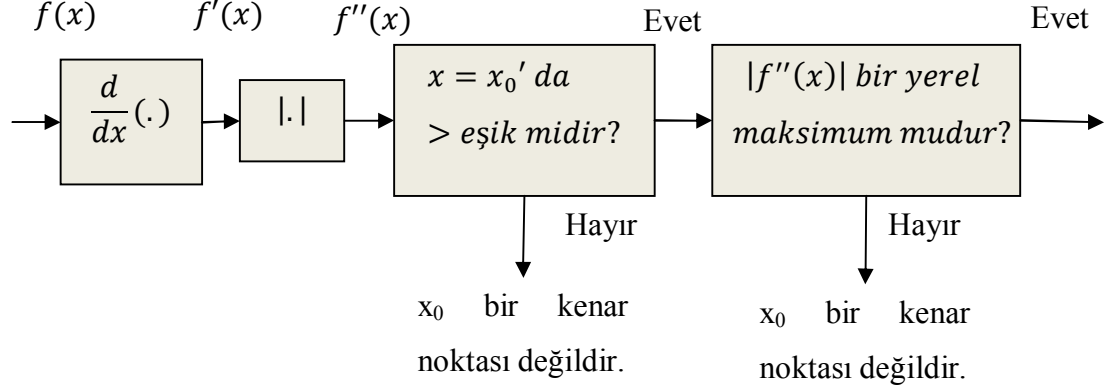 f(x)
f′(x)
f′′(x)
Evet
Evet
d/dx (.)
|.|
x = x₀′ da
> eşik midir?
|f′′(x)| bir yerel
maksimum mudur?
Hayır
Hayır
x₀ bir kenar
noktası değildir.
x₀ bir kenar
noktası değildir.